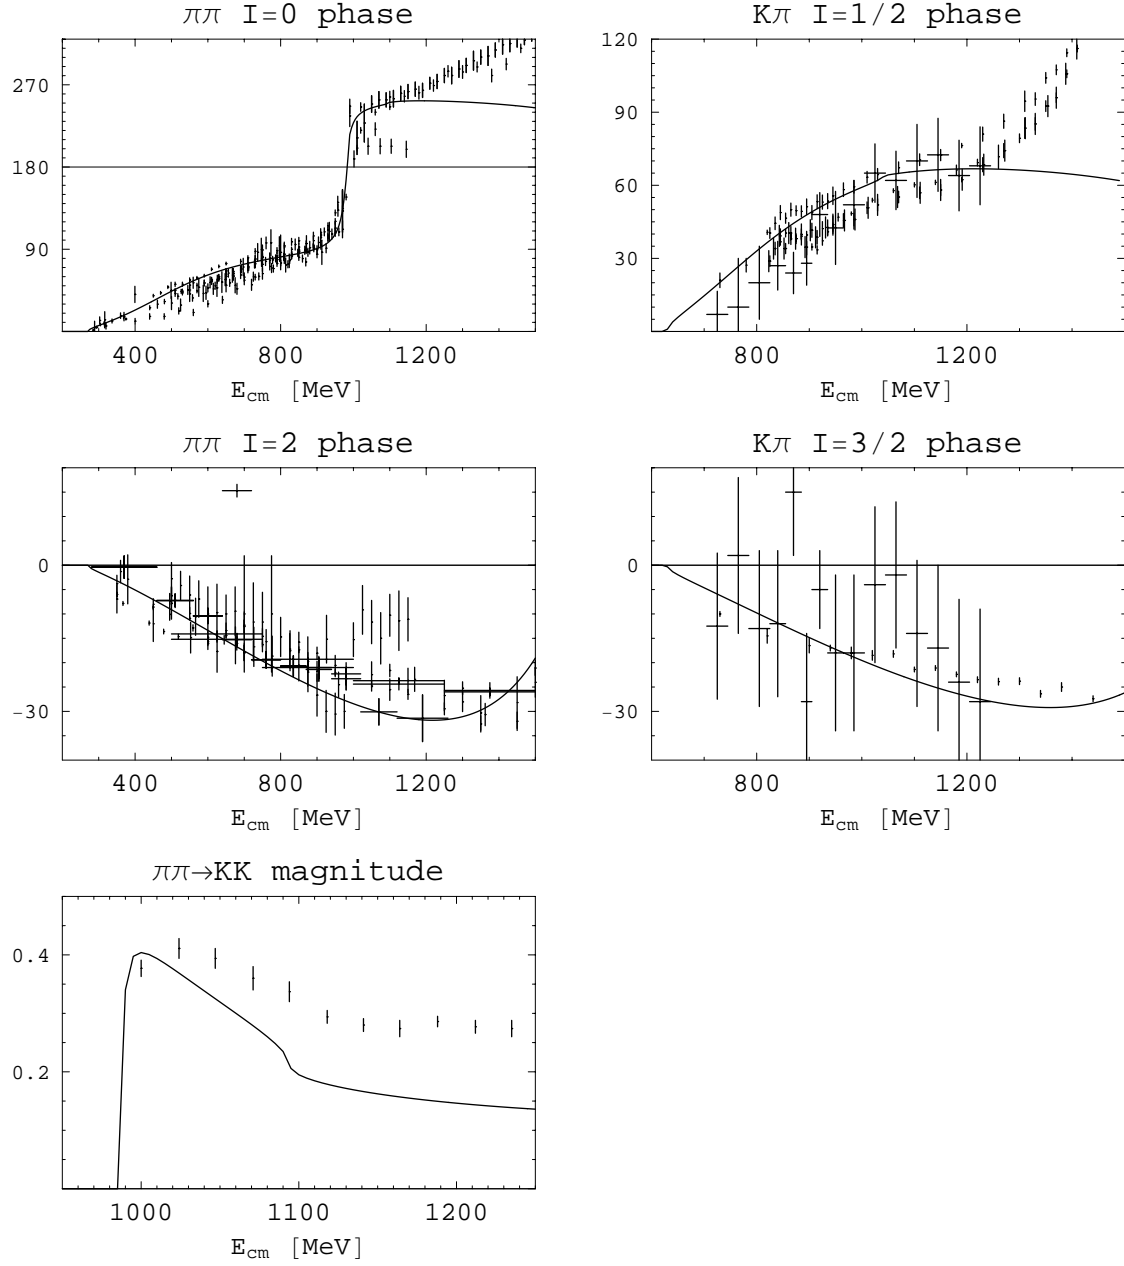 ππ I=0 phase
270
180
90
400 800 1200
E_cm [MeV]
Kπ I=1/2 phase
120
90
60
30
800 1200
E_cm [MeV]
ππ I=2 phase
0
-30
400 800 1200
E_cm [MeV]
Kπ I=3/2 phase
0
-30
800 1200
E_cm [MeV]
ππ→KK magnitude
0.4
0.2
1000 1100 1200
E_cm [MeV]